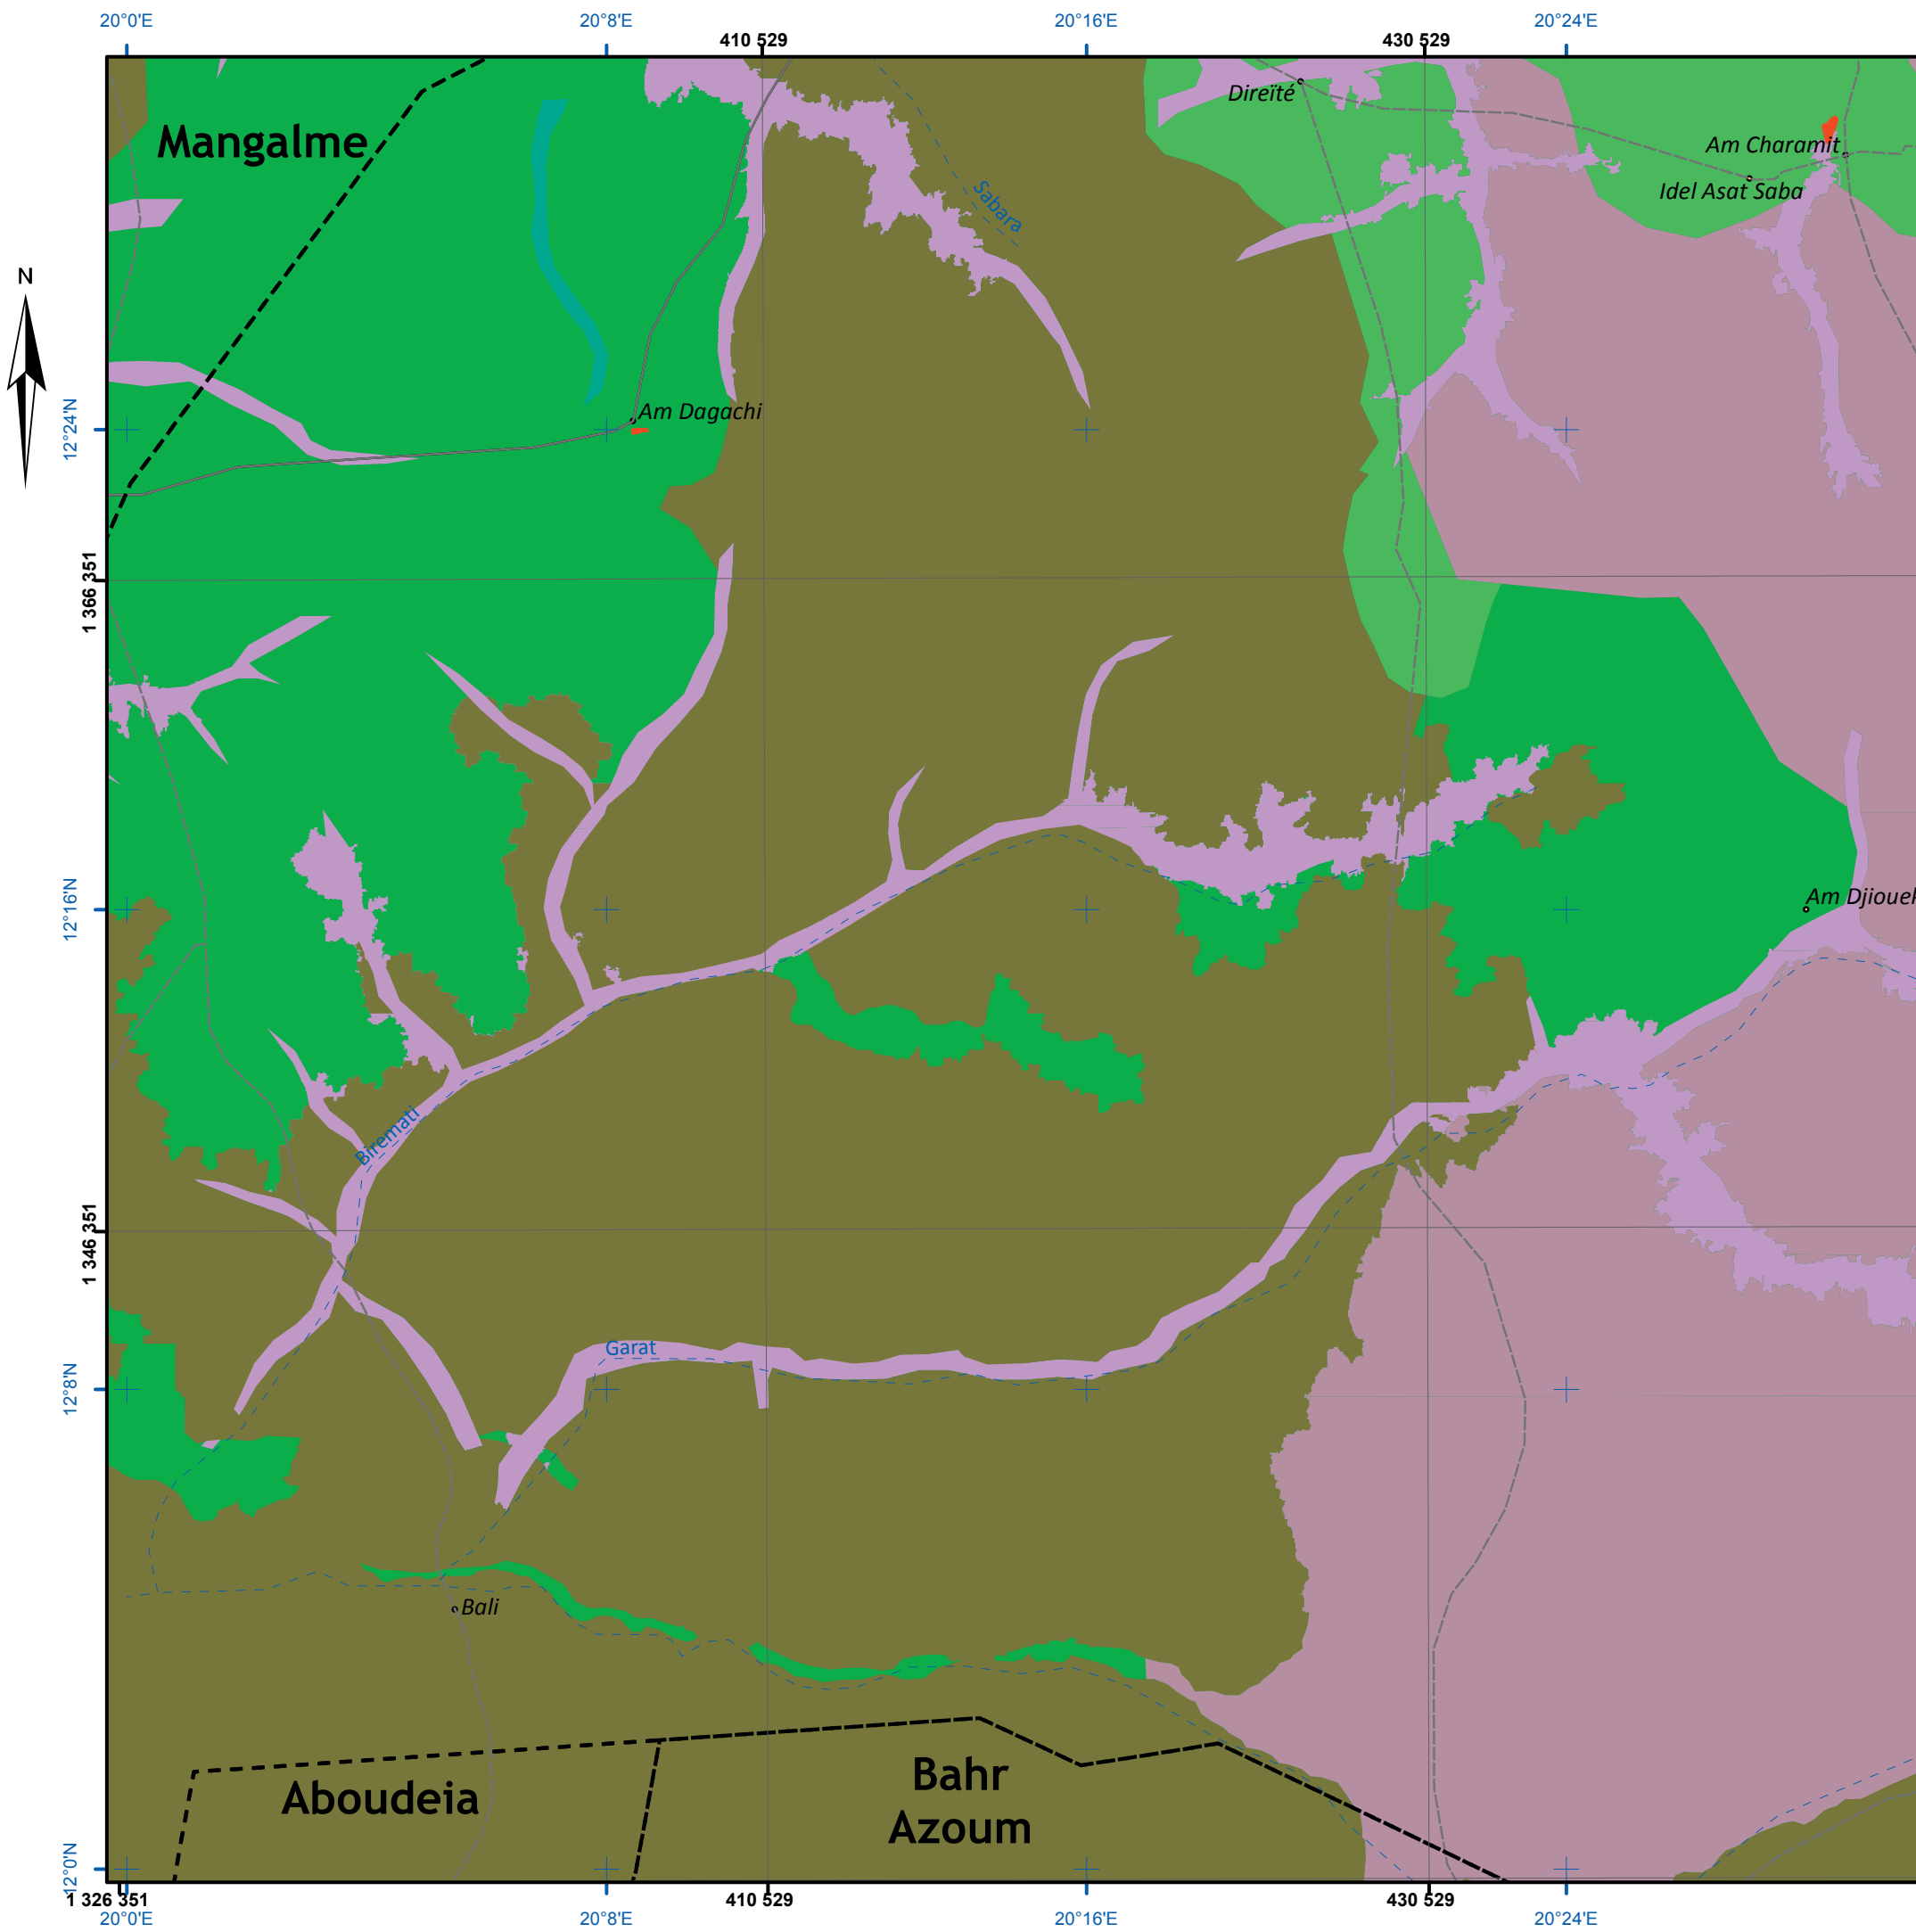 20°0'E
20°8'E
20°16'E
20°24'E
410 529
430 529
Direïté
Mangalme
Am Charamit
Idel Asat Saba
Sabara
N
Am Dagachi
12°24'N
1 366 351
12°16'N
Am Djiouel
Biremati
1 346 351
Garat
12°8'N
Bali
Bahr
Azoum
Aboudeia
12°0'N
1 326 351
410 529
430 529
20°0'E
20°8'E
20°16'E
20°24'E